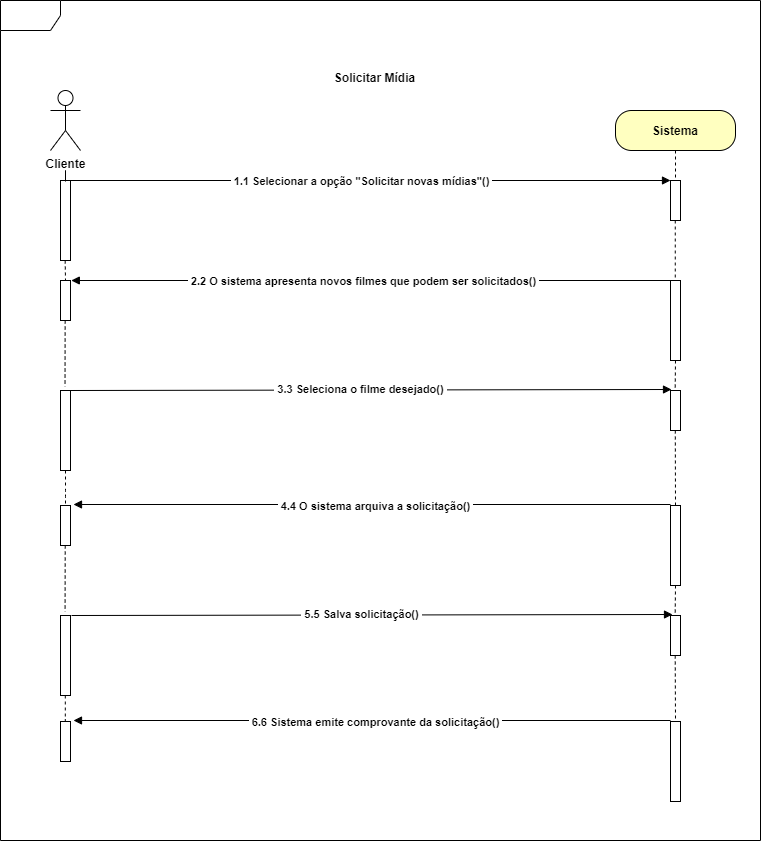 Solicitar Mídia
Cliente
Sistema
1.1 Selecionar a opção "Solicitar novas mídias"()
2.2 O sistema apresenta novos filmes que podem ser solicitados()
3.3 Seleciona o filme desejado()
4.4 O sistema arquiva a solicitação()
5.5 Salva solicitação()
6.6 Sistema emite comprovante da solicitação()